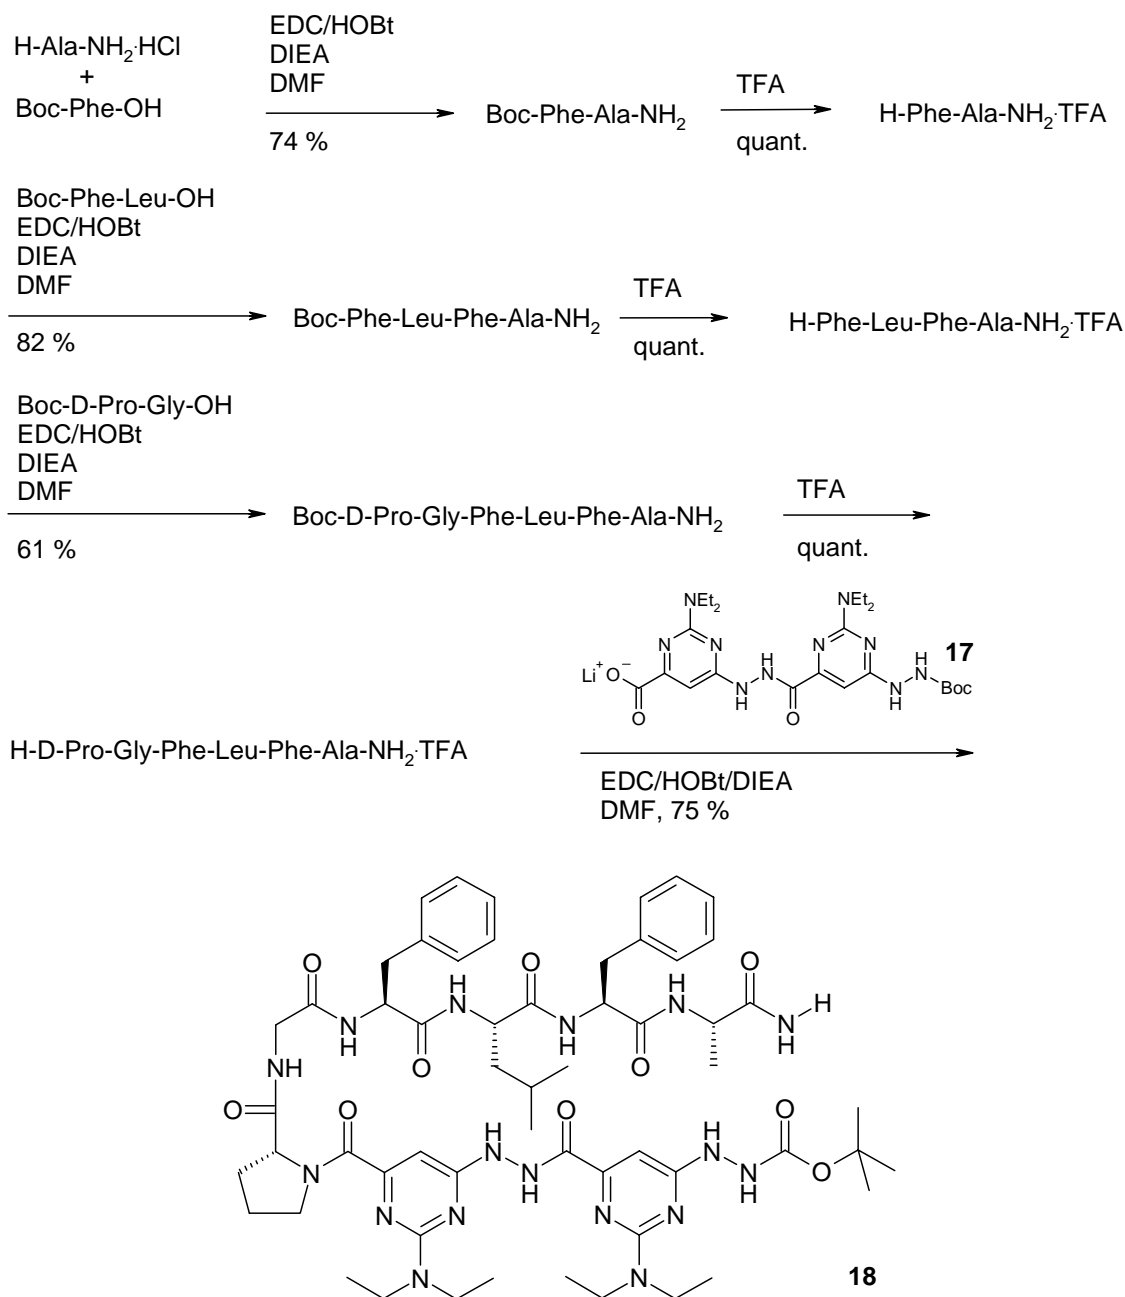 H-Ala-NH2·HCl
+
Boc-Phe-OH
EDC/HOBt
DIEA
DMF
74 %
Boc-Phe-Ala-NH2
TFA
quant.
H-Phe-Ala-NH2·TFA
Boc-Phe-Leu-OH
EDC/HOBt
DIEA
DMF
82 %
Boc-Phe-Leu-Phe-Ala-NH2
TFA
quant.
H-Phe-Leu-Phe-Ala-NH2·TFA
Boc-D-Pro-Gly-OH
EDC/HOBt
DIEA
DMF
61 %
Boc-D-Pro-Gly-Phe-Leu-Phe-Ala-NH2
TFA
quant.
NEt2
NEt2
N
N
N
N
17
Li+
O−
O
N
H
H
N
O
N
H
H
N
Boc
H-D-Pro-Gly-Phe-Leu-Phe-Ala-NH2·TFA
EDC/HOBt/DIEA
DMF, 75 %
O
N
H
O
H
N
O
N
H
O
H
N
O
N
H
H
NH
O
N
O
N
N
N
N
H
N
H
O
N
N
N
N
H
N
H
O
O
18